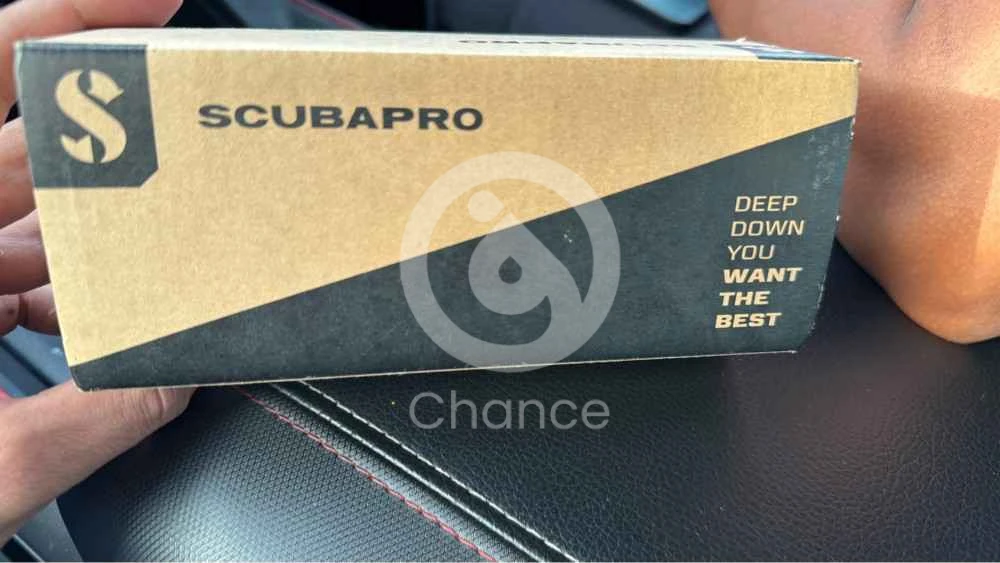 SCUBAPRO
DEEP
DOWN
YOU
WANT
THE
BEST
Chance